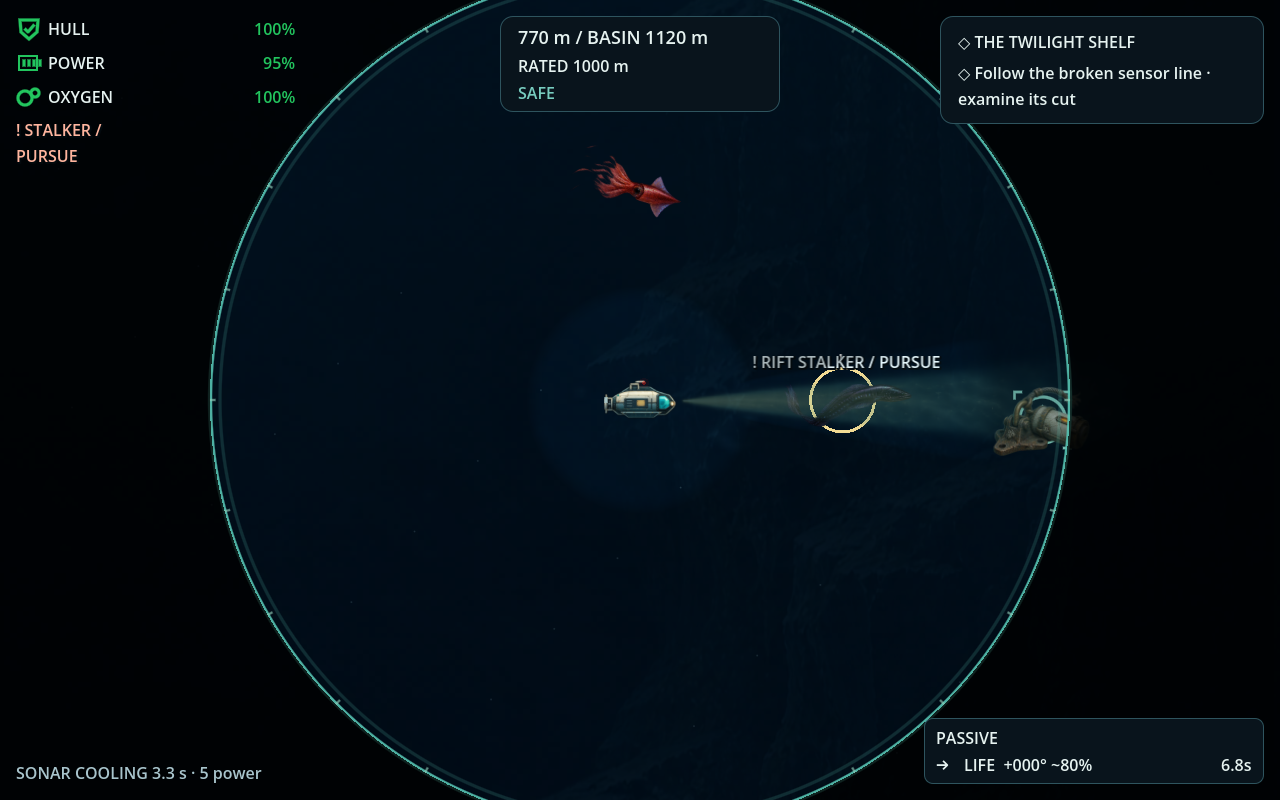 HULL 100%
POWER 95%
OXYGEN 100%
! STALKER /
PURSUE
770 m / BASIN 1120 m
RATED 1000 m
SAFE
◇ THE TWILIGHT SHELF
◇ Follow the broken sensor line ·
examine its cut
! RIFT STALKER / PURSUE
SONAR COOLING 3.3 s · 5 power
PASSIVE
→ LIFE +000° ~80% 6.8s